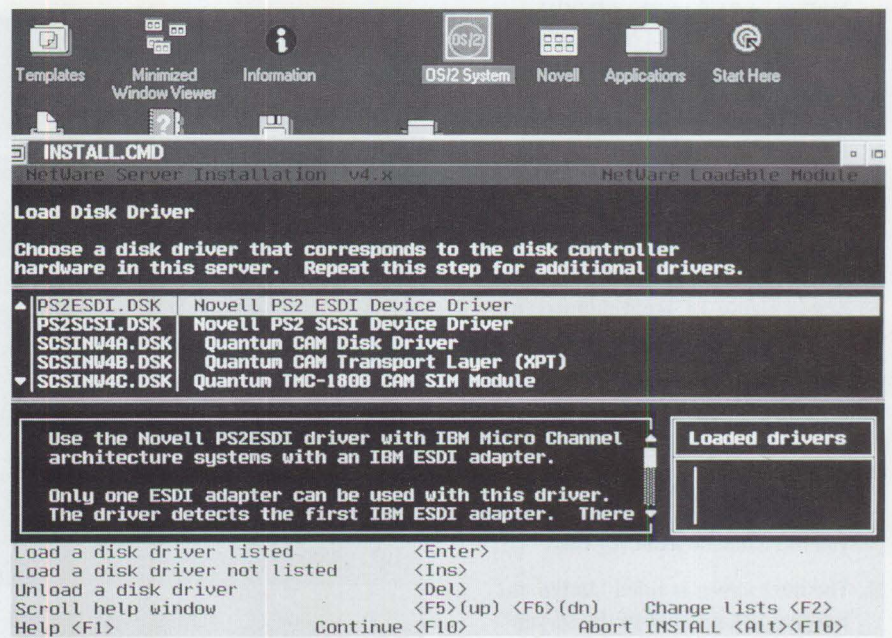 Templates
Minimized
Window Viewer
Information
OS/2
OS/2 System
Novell
Applications
Start Here
INSTALL.CMD
NetWare Server Installation v4.x NetWare Loadable Module
Load Disk Driver
Choose a disk driver that corresponds to the disk controller
hardware in this server. Repeat this step for additional drivers.
PS2ESDI.DSK Novell PS2 ESDI Device Driver
PS2SCSI.DSK Novell PS2 SCSI Device Driver
SCSINW4A.DSK Quantum CAM Disk Driver
SCSINW4B.DSK Quantum CAM Transport Layer (XPT)
SCSINW4C.DSK Quantum TMC-1800 CAM SIM Module
Use the Novell PS2ESDI driver with IBM Micro Channel
architecture systems with an IBM ESDI adapter.
Only one ESDI adapter can be used with this driver.
The driver detects the first IBM ESDI adapter. There
Loaded drivers
Load a disk driver listed <Enter>
Load a disk driver not listed <Ins>
Unload a disk driver <Del>
Scroll help window <F5>(up) <F6>(dn) Change lists <F2>
Help <F1> Continue <F10> Abort INSTALL <Alt><F10>